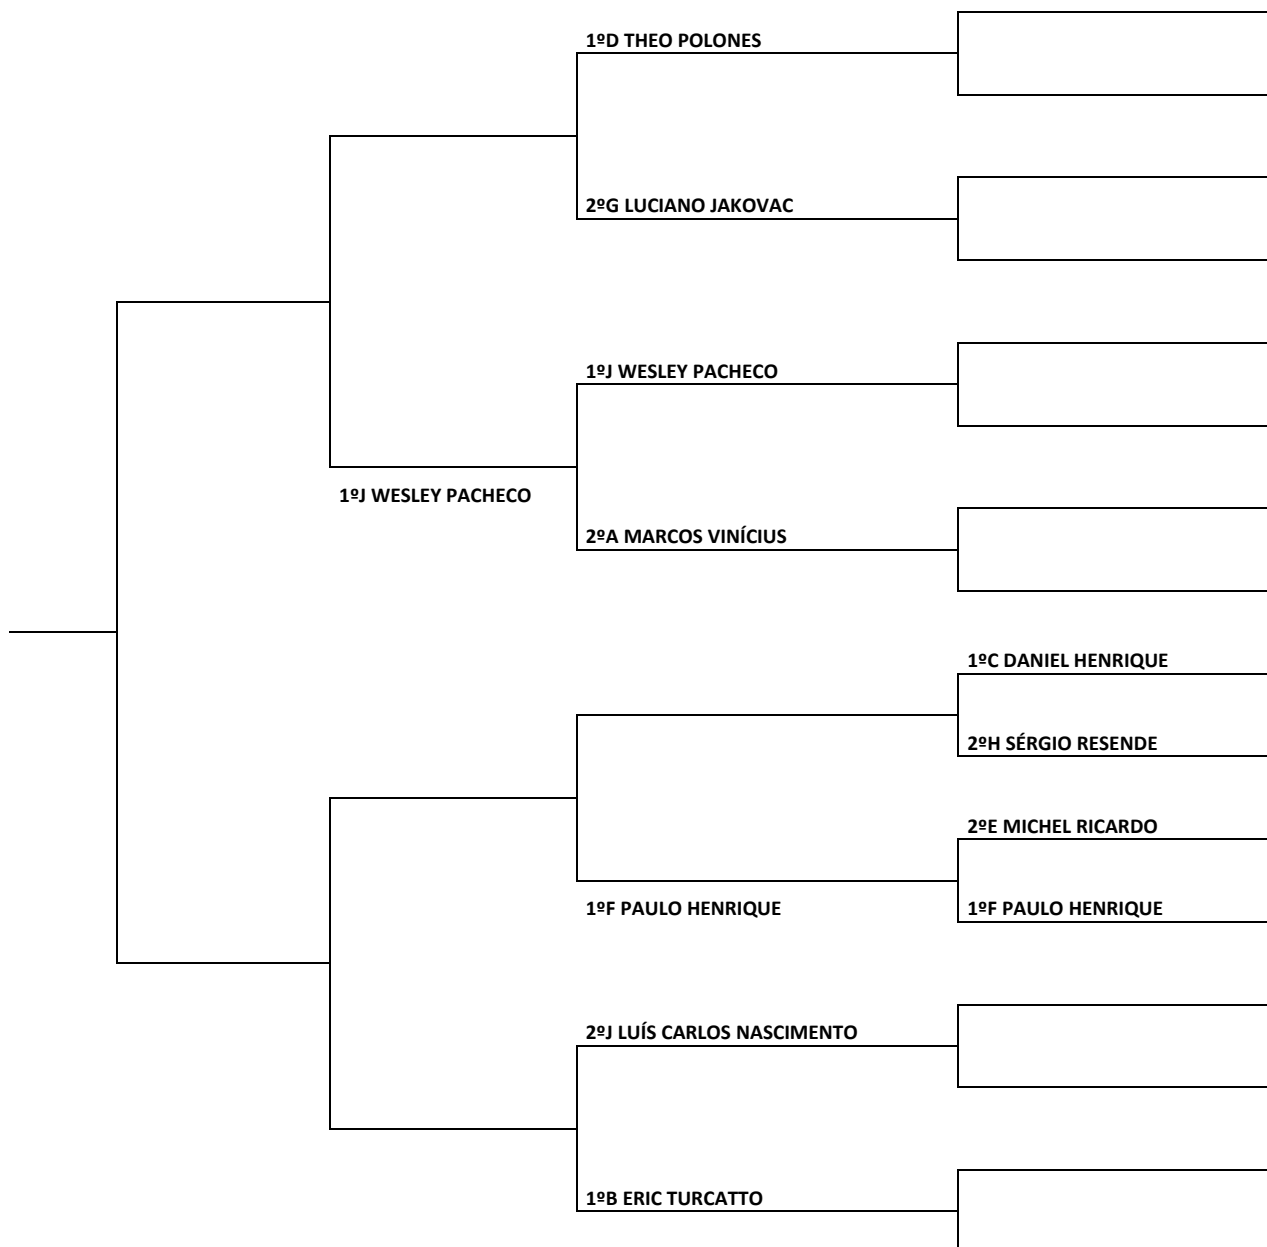 1ºD THEO POLONES
2ºG LUCIANO JAKOVAC
1ºJ WESLEY PACHECO
1ºJ WESLEY PACHECO
2ºA MARCOS VINÍCIUS
1ºC DANIEL HENRIQUE
2ºH SÉRGIO RESENDE
2ºE MICHEL RICARDO
1ºF PAULO HENRIQUE
1ºF PAULO HENRIQUE
2ºJ LUÍS CARLOS NASCIMENTO
1ºB ERIC TURCATTO